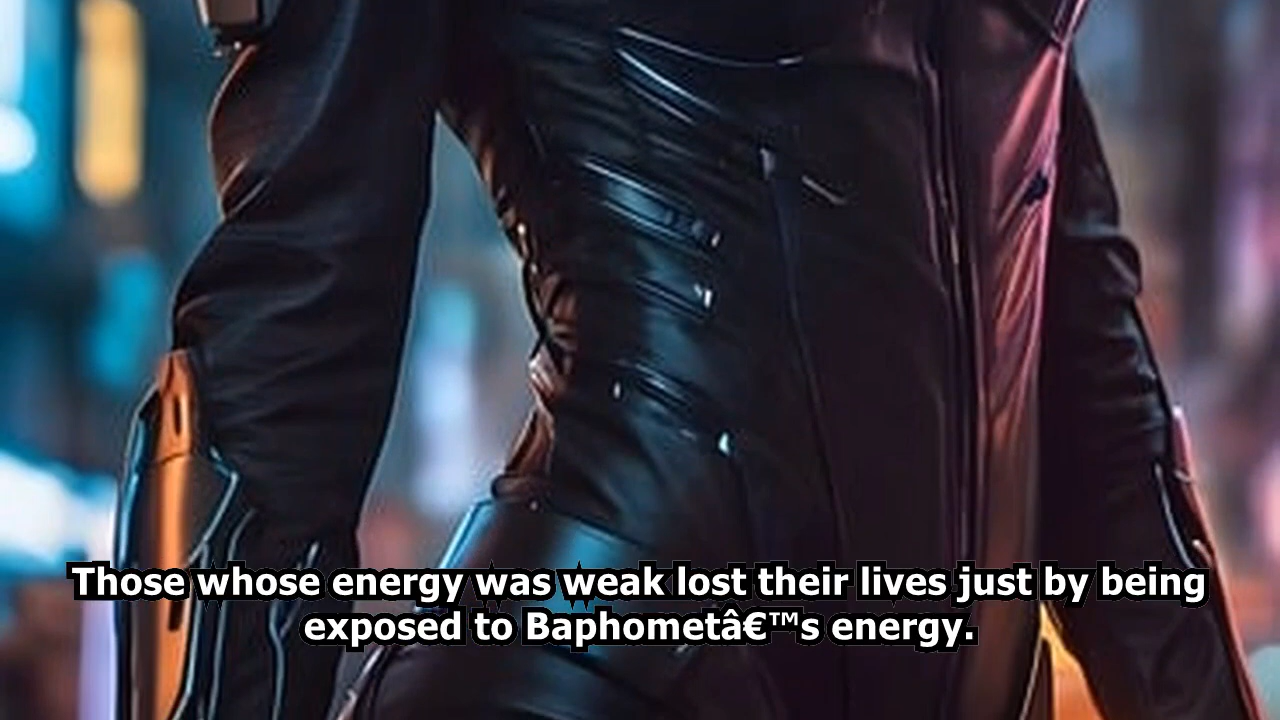 Those whose energy was weak lost their lives just by being
exposed to Baphometâ€™s energy.